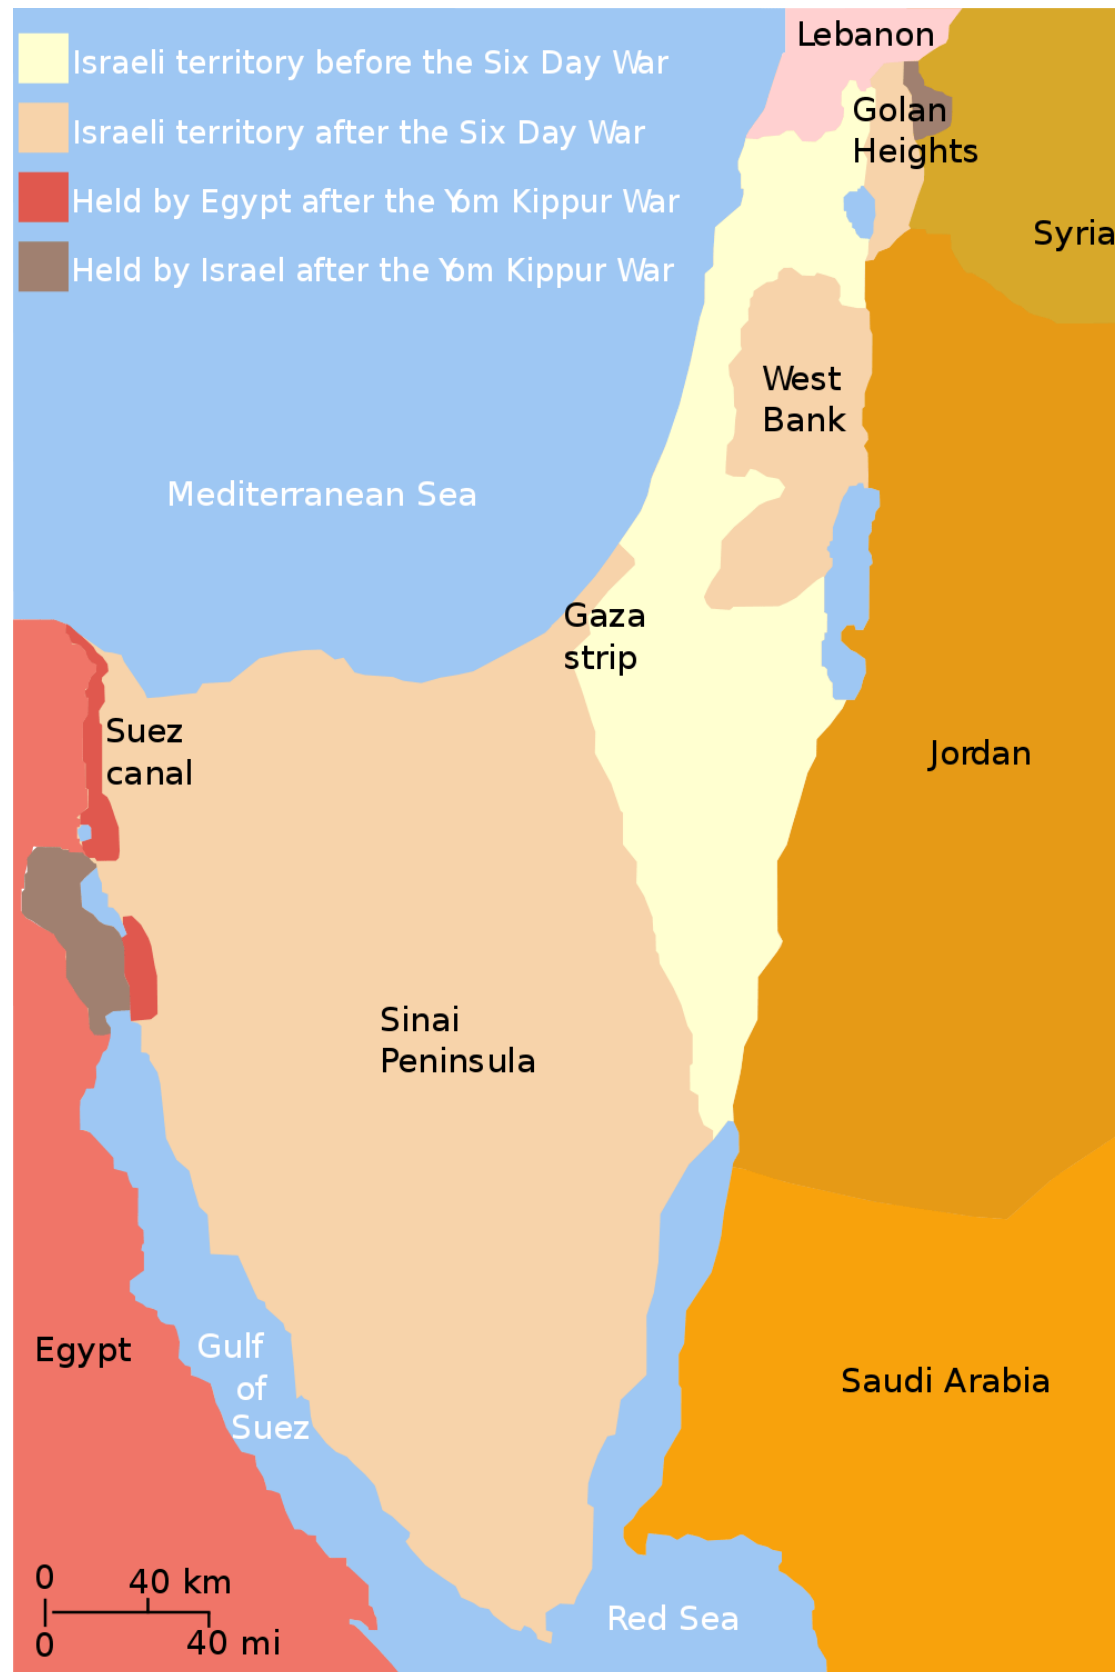 Lebanon
Israeli territory before the Six Day War
Golan
Heights
Israeli territory after the Six Day War
Held by Egypt after the Yom Kippur War
Syria
Held by Israel after the Yom Kippur War
West
Bank
Mediterranean Sea
Gaza
strip
Suez
canal
Jordan
Sinai
Peninsula
Egypt
Gulf
of
Suez
Saudi Arabia
0 40 km
0 40 mi
Red Sea